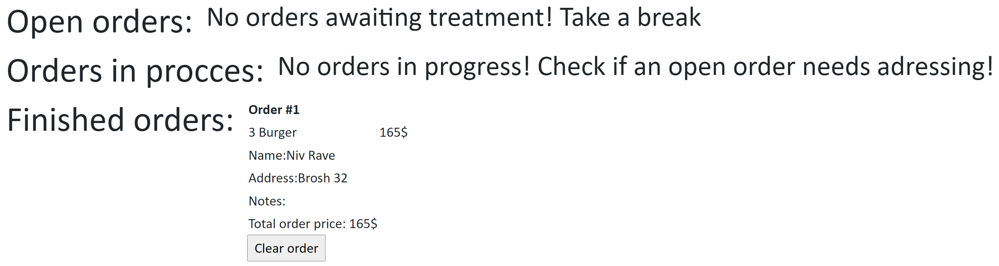 Open orders: No orders awaiting treatment! Take a break
Orders in procces: No orders in progress! Check if an open order needs adressing!
Finished orders:
Order #1
3 Burger 165$
Name:Niv Rave
Address:Brosh 32
Notes:
Total order price: 165$
Clear order